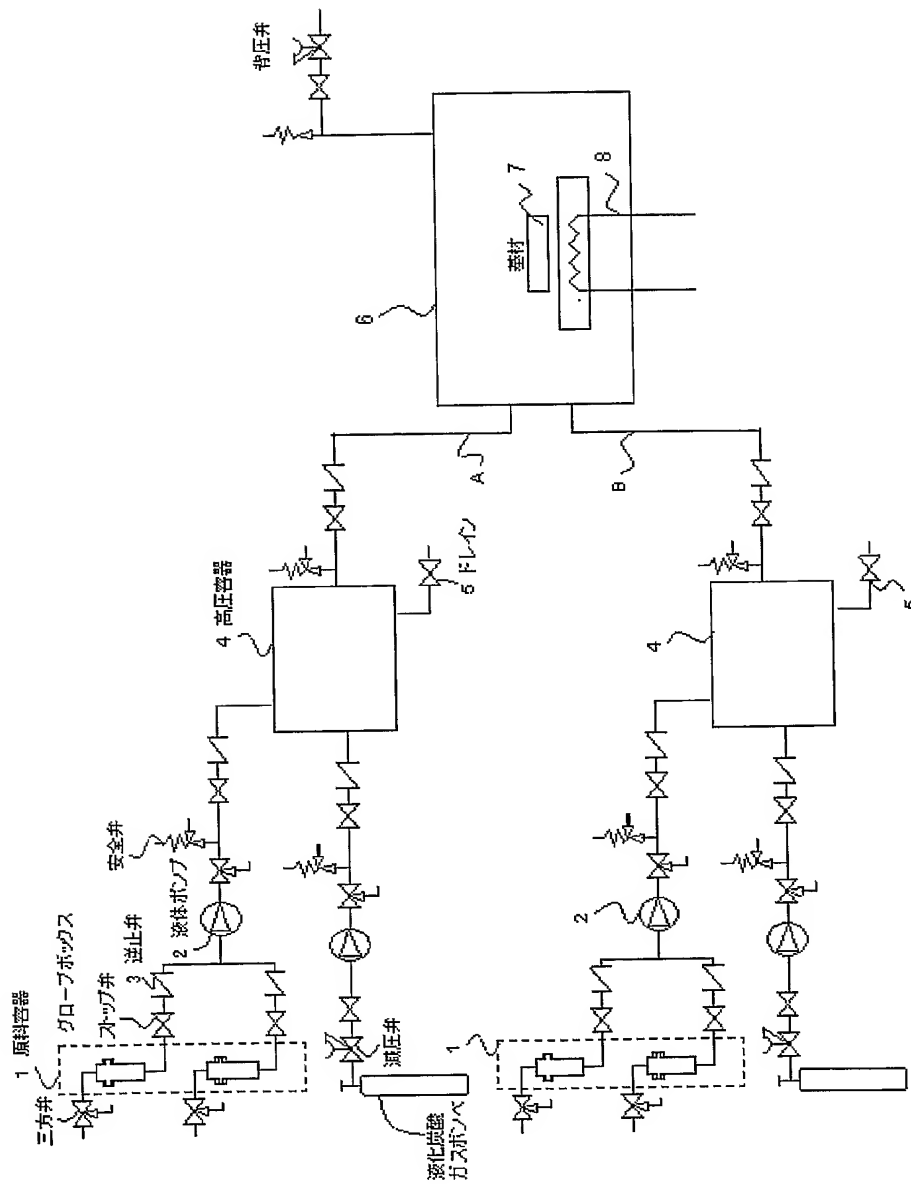 1 原料容器
グローブボックス
三方弁
ストップ弁
3 逆止弁
2 液体ポンプ
安全弁
4 高圧容器
5 ドレイン
減圧弁
液化炭酸
ガスボンベ
A
6
基材
7
8
背圧弁
B
1
2
4
5